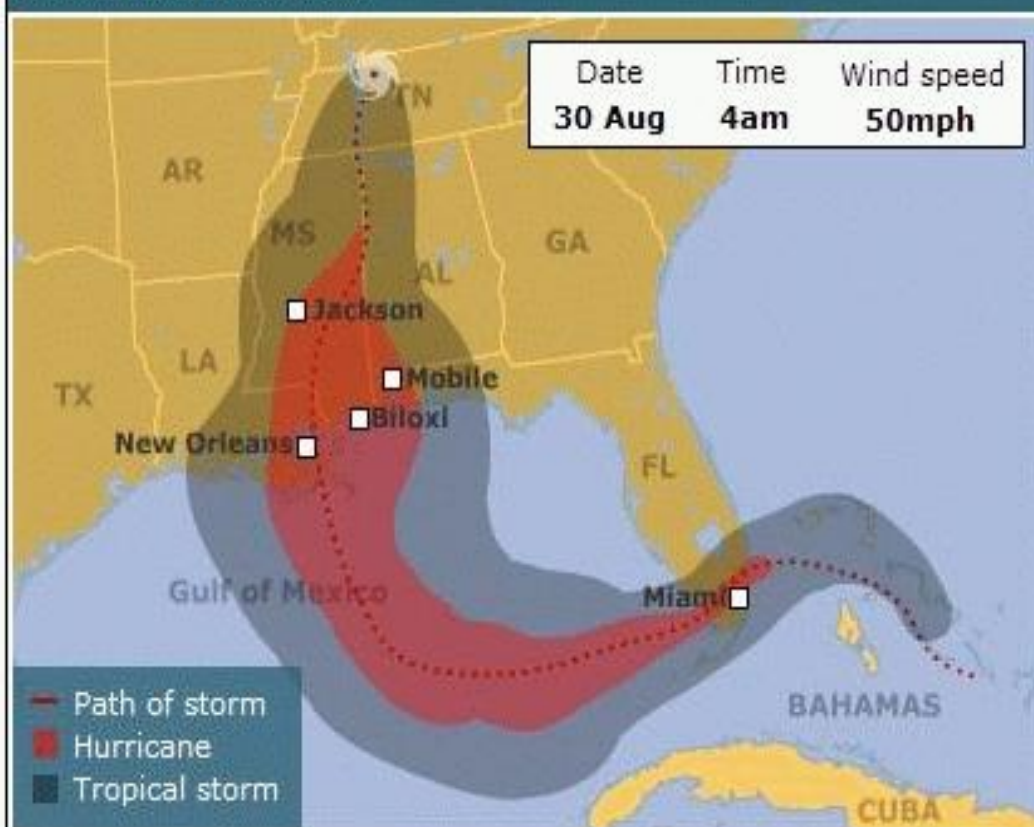 Date Time Wind speed
30 Aug 4am 50mph
TN
AR
MS
GA
AL
Jackson
LA
TX
Mobile
Biloxi
New Orleans
FL
Gulf of Mexico
Miami
BAHAMAS
CUBA
Path of storm
Hurricane
Tropical storm